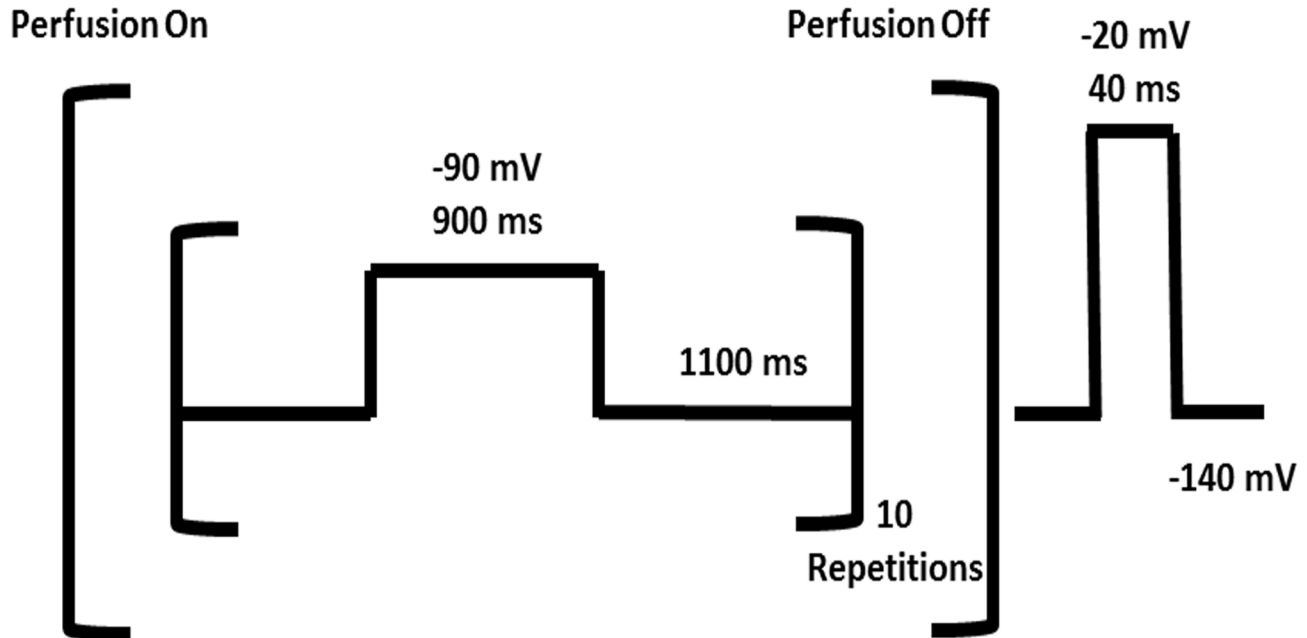 Perfusion On
Perfusion Off
-20 mV
40 ms
-90 mV
900 ms
1100 ms
-140 mV
10
Repetitions